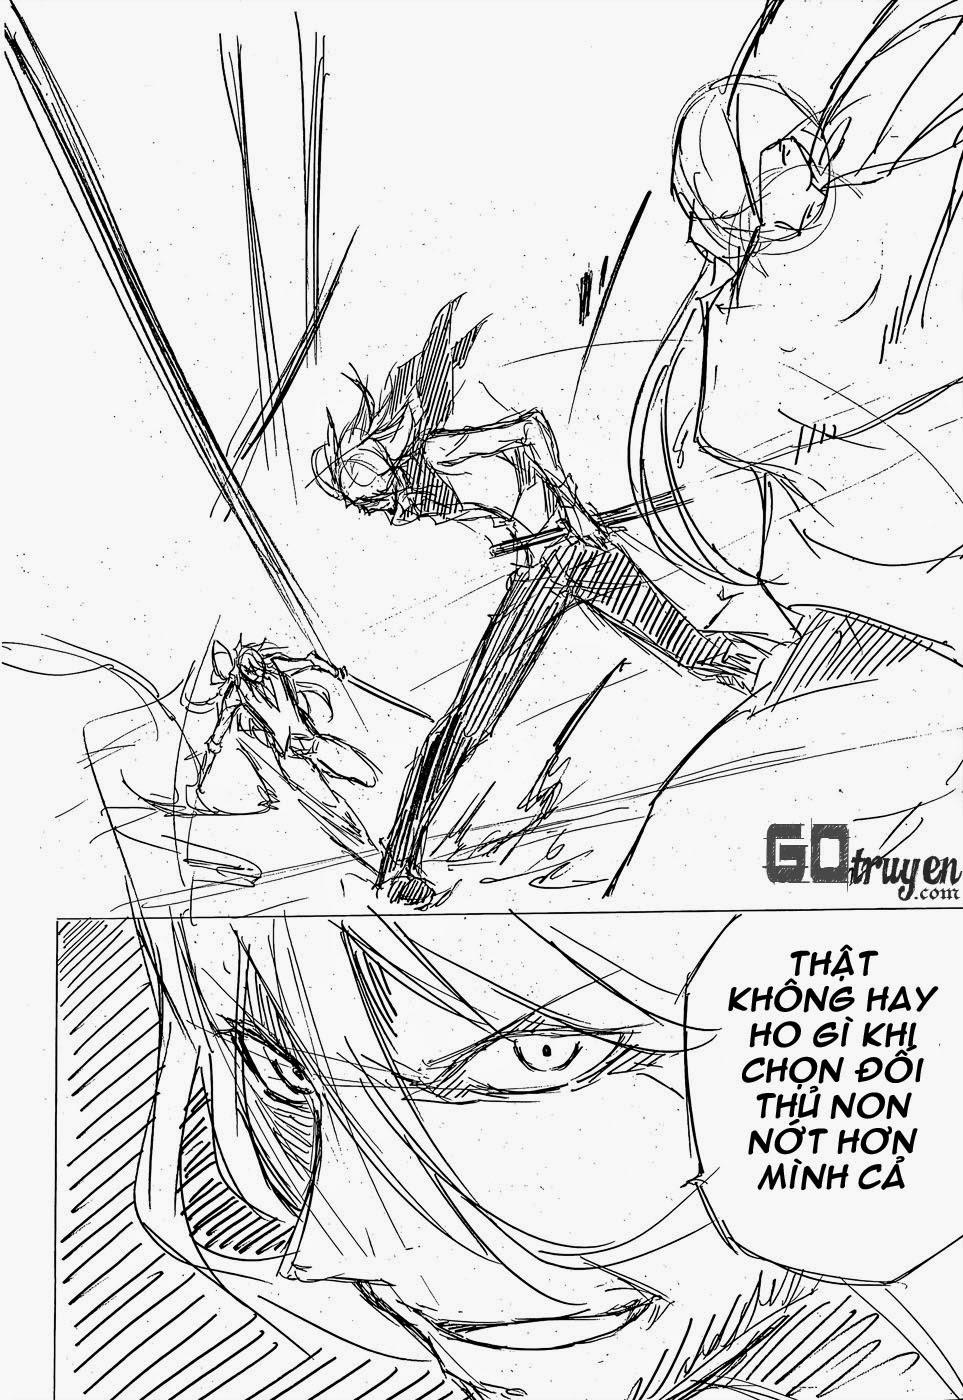 GOtruyen
.com
THẬT
KHÔNG HAY
HO GÌ KHI
CHỌN ĐỐI
THỦ NON
NỚT HƠN
MÌNH CẢ